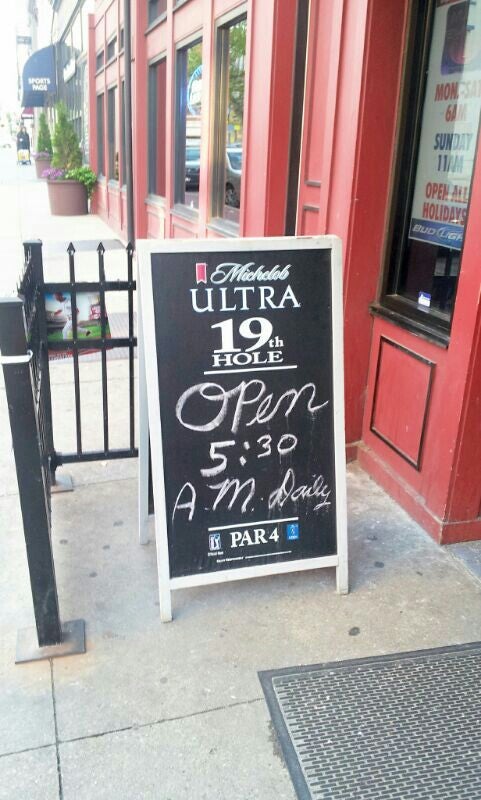 SPORTS
PAGE
MON-SAT
6AM
SUNDAY
11AM
OPEN ALL
HOLIDAYS
BUD LIGHT
Michelob
ULTRA
19th
HOLE
OPen
5:30
A.M. Daily
PAR 4